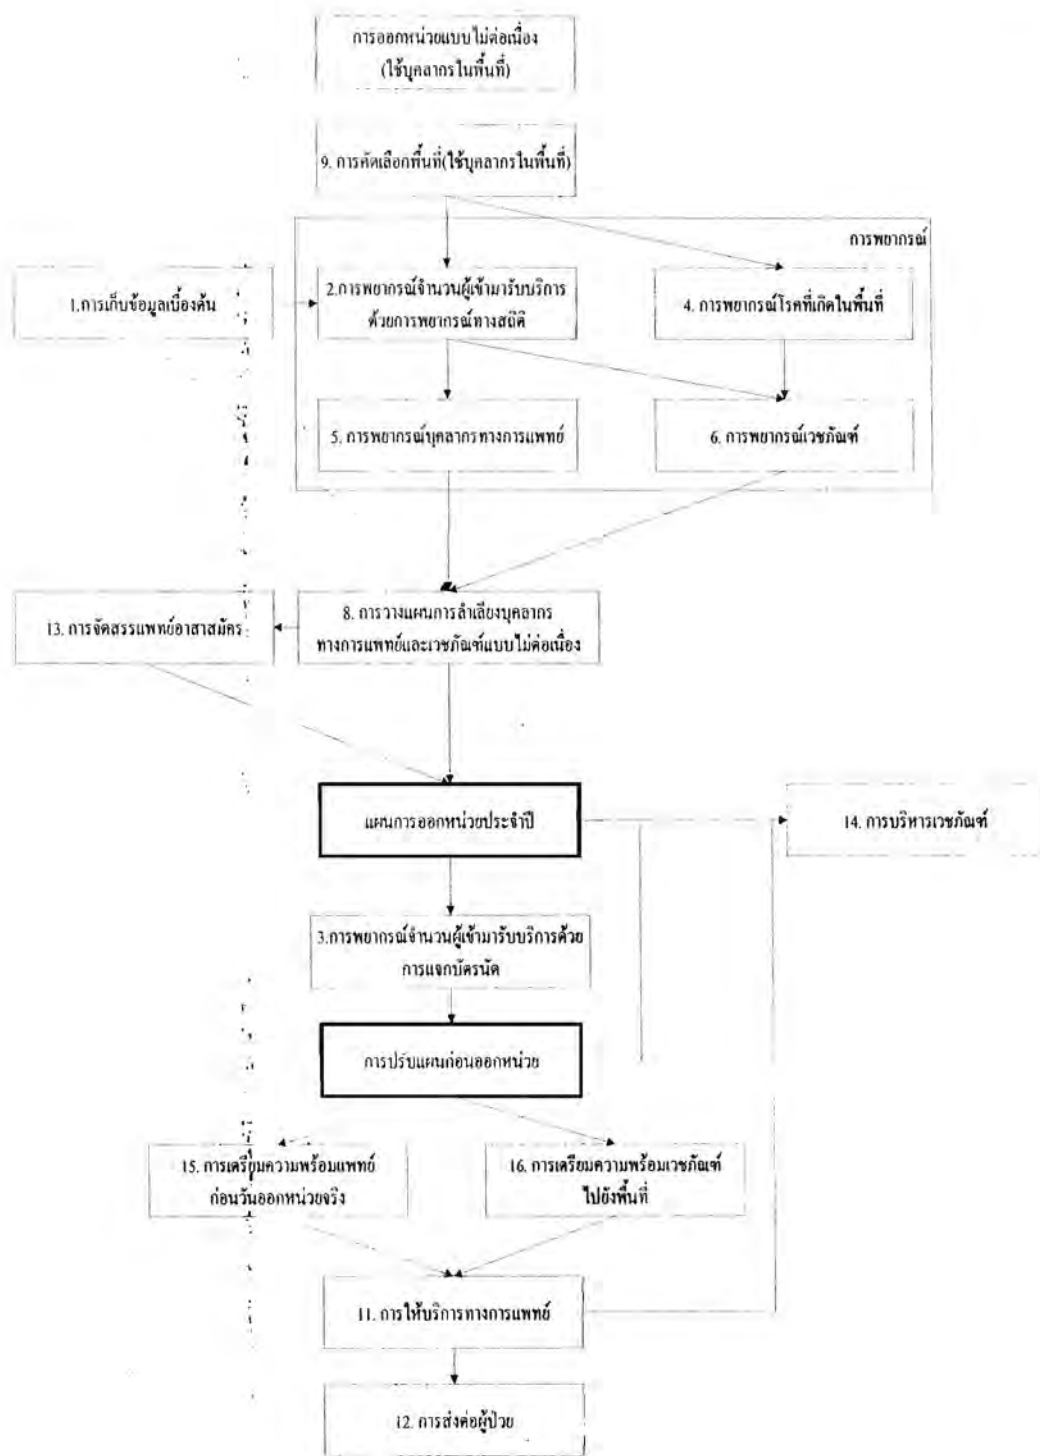 การออกหน่วยแบบไม่ต่อเนื่อง
(ใช้บุคลากรในพื้นที่)
9. การคัดเลือกพื้นที่(ใช้บุคลากรในพื้นที่)
การพยากรณ์
1.การเก็บข้อมูลเบื้องต้น
2.การพยากรณ์จำนวนผู้เข้ามารับบริการ
ด้วยการพยากรณ์ทางสถิติ
4. การพยากรณ์โรคที่เกิดในพื้นที่
5. การพยากรณ์บุคลากรทางการแพทย์
6. การพยากรณ์เวชภัณฑ์
13. การจัดสรรแพทย์อาสาสมัคร
8. การวางแผนการลำเลียงบุคลากร
ทางการแพทย์และเวชภัณฑ์แบบไม่ต่อเนื่อง
แผนการออกหน่วยประจำปี
14. การบริหารเวชภัณฑ์
3.การพยากรณ์จำนวนผู้เข้ามารับบริการด้วย
การแจกบัตรนัด
การปรับแผนก่อนออกหน่วย
15. การเตรียมความพร้อมแพทย์
ก่อนวันออกหน่วยจริง
16. การเตรียมความพร้อมเวชภัณฑ์
ไปยังพื้นที่
11. การให้บริการทางการแพทย์
12. การส่งต่อผู้ป่วย